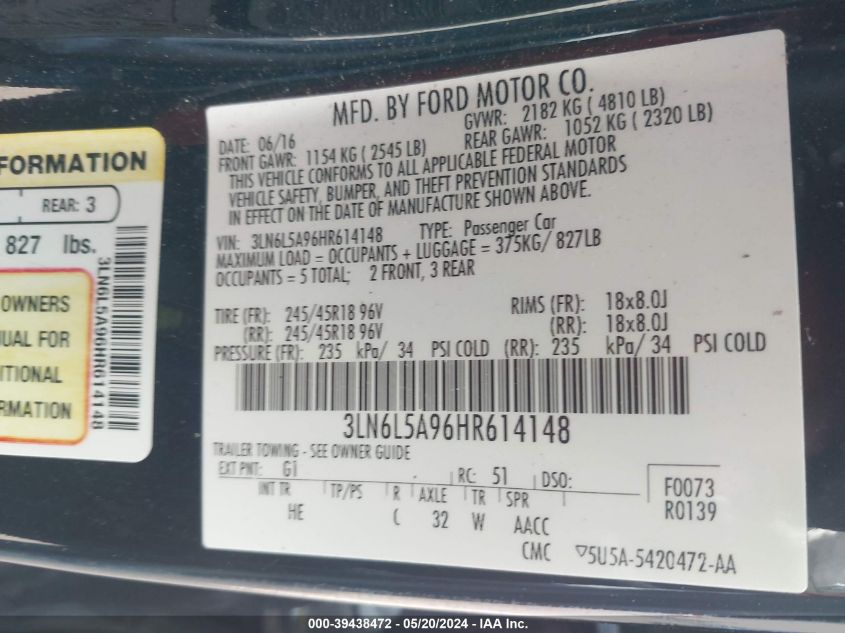 FORMATION
REAR: 3
827 lbs.
OWNERS
UAL FOR
ITIONAL
RMATION
3LN6L5A96HR614148
MFD. BY FORD MOTOR CO.
DATE: 06/16 GVWR: 2182 KG ( 4810 LB)
FRONT GAWR: 1154 KG ( 2545 LB) REAR GAWR: 1052 KG ( 2320 LB)
THIS VEHICLE CONFORMS TO ALL APPLICABLE FEDERAL MOTOR
VEHICLE SAFETY, BUMPER, AND THEFT PREVENTION STANDARDS
IN EFFECT ON THE DATE OF MANUFACTURE SHOWN ABOVE.
VIN: 3LN6L5A96HR614148 TYPE: Passenger Car
MAXIMUM LOAD = OCCUPANTS + LUGGAGE = 375KG/ 827LB
OCCUPANTS = 5 TOTAL; 2 FRONT, 3 REAR
TIRE (FR): 245/45R18 96V RIMS (FR): 18x8.0J
(RR): 245/45R18 96V (RR): 18x8.0J
PRESSURE (FR): 235 kPa/ 34 PSI COLD (RR): 235 kPa/ 34 PSI COLD
3LN6L5A96HR614148
TRAILER TOWING - SEE OWNER GUIDE
EXT PNT: G1 RC: 51 DSO:
INT TR TP/PS R AXLE TR SPR
HE C 32 W AACC
F0073
R0139
CMC ▽5U5A-5420472-AA
000-39438472 - 05/20/2024 - IAA Inc.